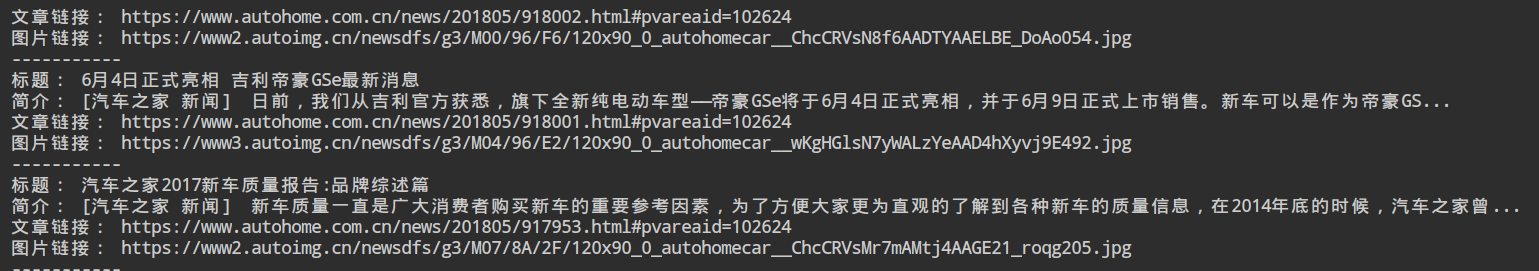 文章链接： https://www.autohome.com.cn/news/201805/918002.html#pvareaid=102624
图片链接： https://www2.autoimg.cn/newsdfs/g3/M00/96/F6/120x90_0_autohomecar__ChcCRVsN8f6AADTYAAELBE_DoAo054.jpg
-----------
标题： 6月4日正式亮相 吉利帝豪GSe最新消息
简介： [汽车之家 新闻]  日前，我们从吉利官方获悉，旗下全新纯电动车型——帝豪GSe将于6月4日正式亮相，并于6月9日正式上市销售。新车可以是作为帝豪GS...
文章链接： https://www.autohome.com.cn/news/201805/918001.html#pvareaid=102624
图片链接： https://www3.autoimg.cn/newsdfs/g3/M04/96/E2/120x90_0_autohomecar__wKgHGlsN7yWALzYeAAD4hXyvj9E492.jpg
-----------
标题： 汽车之家2017新车质量报告:品牌综述篇
简介： [汽车之家 新闻]  新车质量一直是广大消费者购买新车的重要参考因素，为了方便大家更为直观的了解到各种新车的质量信息，在2014年底的时候，汽车之家曾...
文章链接： https://www.autohome.com.cn/news/201805/917953.html#pvareaid=102624
图片链接： https://www2.autoimg.cn/newsdfs/g3/M07/8A/2F/120x90_0_autohomecar__ChcCRVsMr7mAMtj4AAGE21_roqg205.jpg
-----------